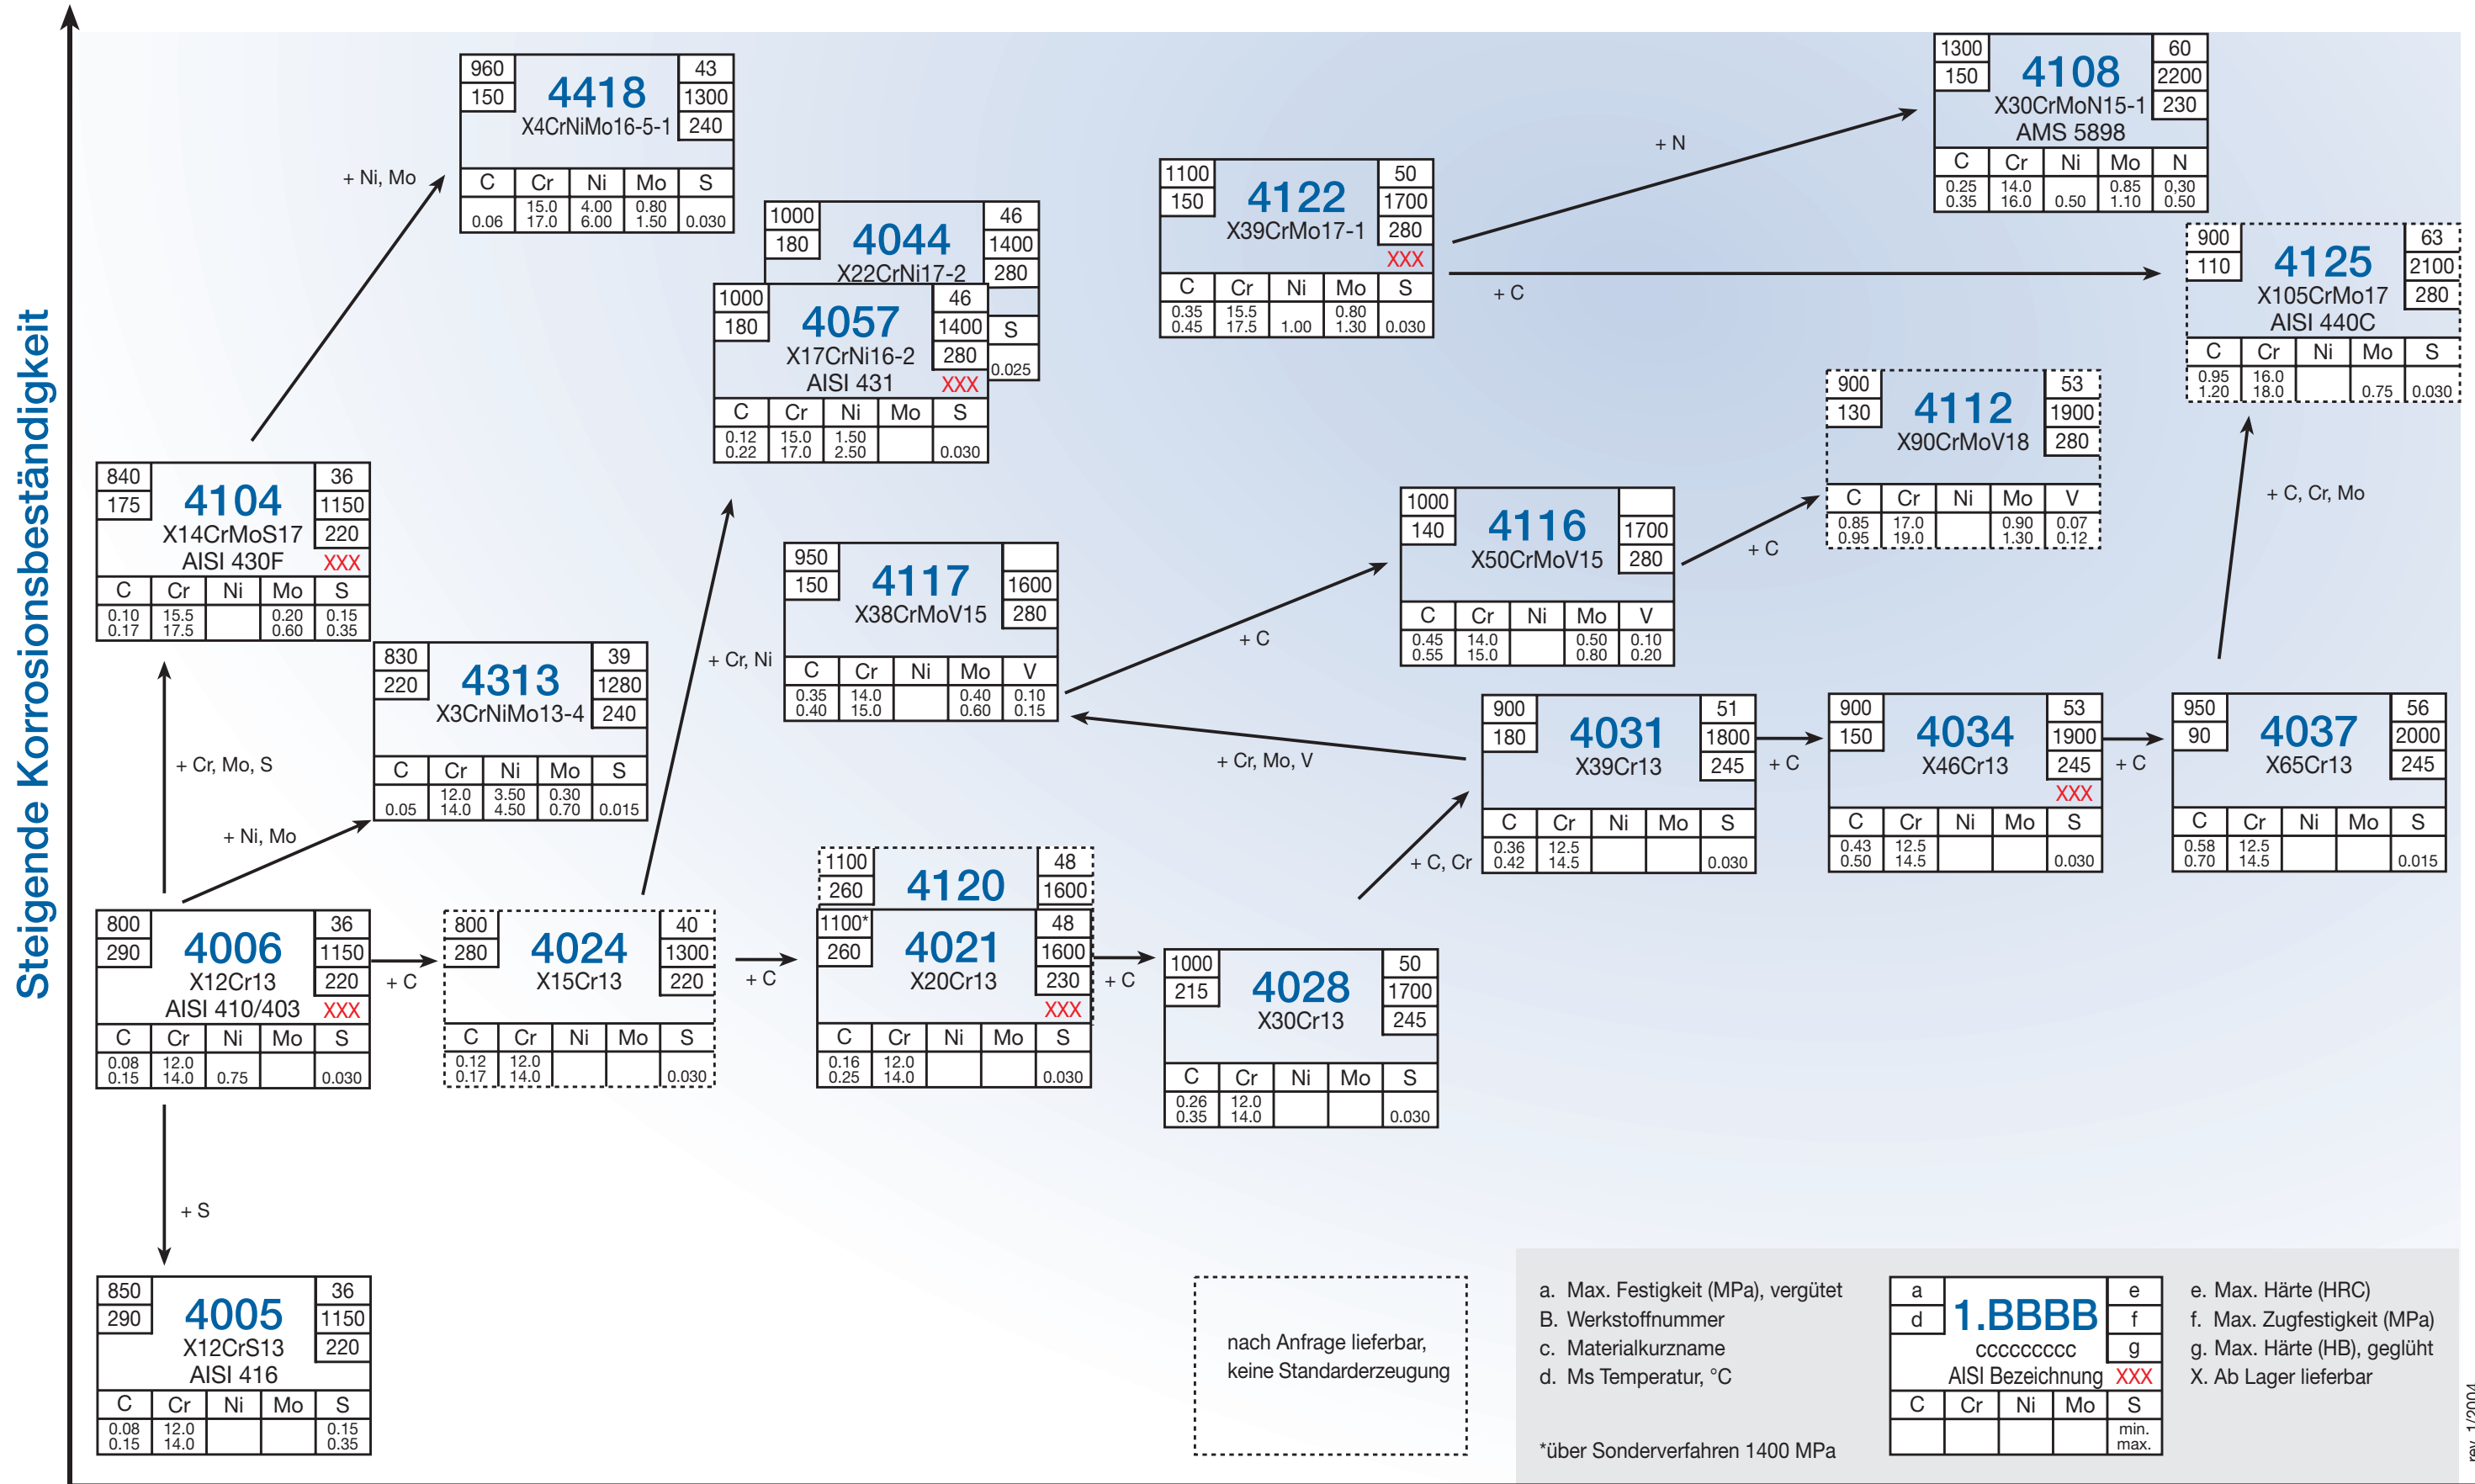 Steigende Korrosionsbeständigkeit
960 43
150 4418 1300
X4CrNiMo16-5-1 240
C Cr Ni Mo S
15.0 4.00 0.80
0.06 17.0 6.00 1.50 0.030
+ Ni, Mo
1000 46
180 4044 1400
X22CrNi17-2 280
S
0.025
1000 46
180 4057 1400
X17CrNi16-2 280
AISI 431 XXX
C Cr Ni Mo S
0.12 15.0 1.50
0.22 17.0 2.50 0.030
1100 50
150 4122 1700
X39CrMo17-1 280
XXX
C Cr Ni Mo S
0.35 15.5 0.80
0.45 17.5 1.00 1.30 0.030
+ N
+ C
1300 60
150 4108 2200
X30CrMoN15-1 230
AMS 5898
C Cr Ni Mo N
0.25 14.0 0.85 0,30
0.35 16.0 0.50 1.10 0.50
900 63
110 4125 2100
X105CrMo17 280
AISI 440C
C Cr Ni Mo S
0.95 16.0
1.20 18.0 0.75 0.030
900 53
130 4112 1900
X90CrMoV18 280
C Cr Ni Mo V
0.85 17.0 0.90 0.07
0.95 19.0 1.30 0.12
+ C, Cr, Mo
840 36
175 4104 1150
X14CrMoS17 220
AISI 430F XXX
C Cr Ni Mo S
0.10 15.5 0.20 0.15
0.17 17.5 0.60 0.35
1000
140 4116 1700
X50CrMoV15 280
C Cr Ni Mo V
0.45 14.0 0.50 0.10
0.55 15.0 0.80 0.20
+ C
950
150 4117 1600
X38CrMoV15 280
C Cr Ni Mo V
0.35 14.0 0.40 0.10
0.40 15.0 0.60 0.15
+ C
+ Cr, Ni
830 39
220 4313 1280
X3CrNiMo13-4 240
C Cr Ni Mo S
12.0 3.50 0.30
0.05 14.0 4.50 0.70 0.015
+ Cr, Mo, S
+ Ni, Mo
+ Cr, Mo, V
900 51
180 4031 1800
X39Cr13 245
C Cr Ni Mo S
0.36 12.5
0.42 14.5 0.030
+ C
900 53
150 4034 1900
X46Cr13 245
XXX
C Cr Ni Mo S
0.43 12.5
0.50 14.5 0.030
+ C
950 56
90 4037 2000
X65Cr13 245
C Cr Ni Mo S
0.58 12.5
0.70 14.5 0.015
+ C, Cr
800 36
290 4006 1150
X12Cr13 220
AISI 410/403 XXX
C Cr Ni Mo S
0.08 12.0
0.15 14.0 0.75 0.030
+ C
800 40
280 4024 1300
X15Cr13 220
C Cr Ni Mo S
0.12 12.0
0.17 14.0 0.030
+ C
1100 48
260 4120 1600
1100* 48
260 4021 1600
X20Cr13 230
XXX
C Cr Ni Mo S
0.16 12.0
0.25 14.0 0.030
+ C
1000 50
215 4028 1700
X30Cr13 245
C Cr Ni Mo S
0.26 12.0
0.35 14.0 0.030
+ S
850 36
290 4005 1150
X12CrS13 220
AISI 416
C Cr Ni Mo S
0.08 12.0 0.15
0.15 14.0 0.35
nach Anfrage lieferbar,
keine Standarderzeugung
a. Max. Festigkeit (MPa), vergütet
B. Werkstoffnummer
c. Materialkurzname
d. Ms Temperatur, °C
*über Sonderverfahren 1400 MPa
a e
d 1.BBBB f
ccccccccc g
AISI Bezeichnung XXX
C Cr Ni Mo S
min.
max.
e. Max. Härte (HRC)
f. Max. Zugfestigkeit (MPa)
g. Max. Härte (HB), geglüht
X. Ab Lager lieferbar
rev. 1/2004